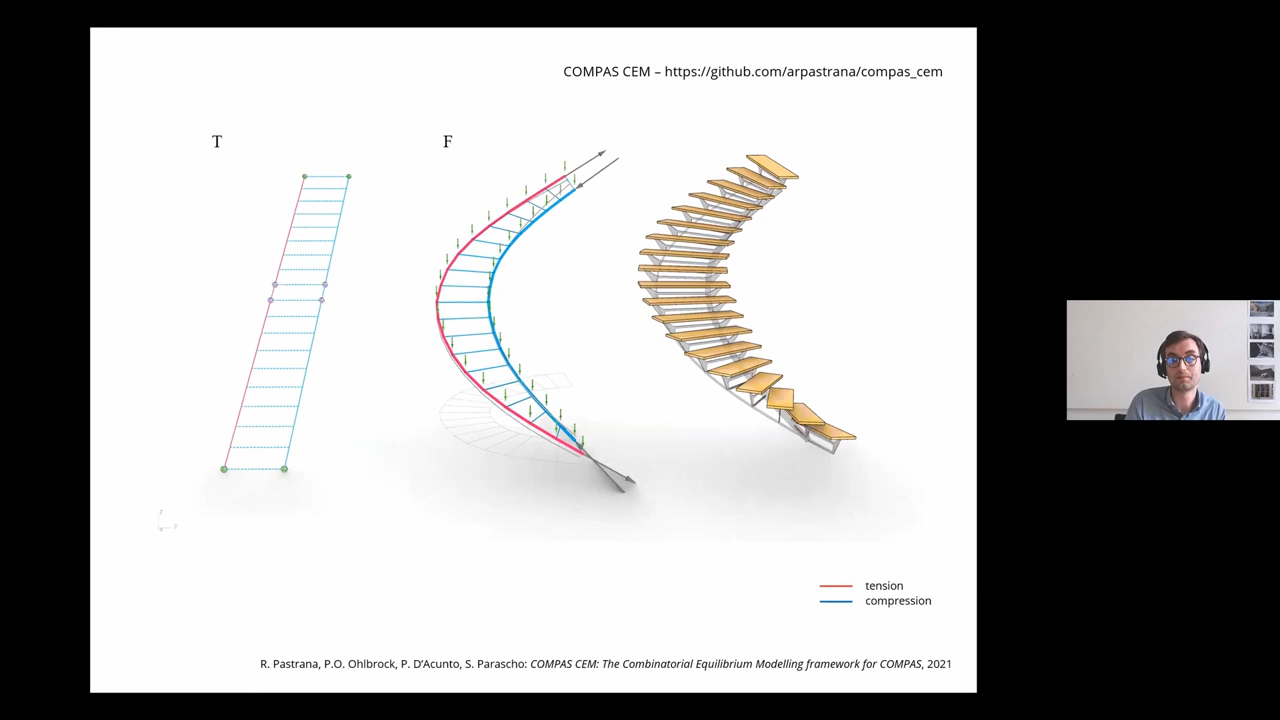 COMPAS CEM – https://github.com/arpastrana/compas_cem
T
F
tension
compression
R. Pastrana, P.O. Ohlbrock, P. D'Acunto, S. Parascho: COMPAS CEM: The Combinatorial Equilibrium Modelling framework for COMPAS, 2021